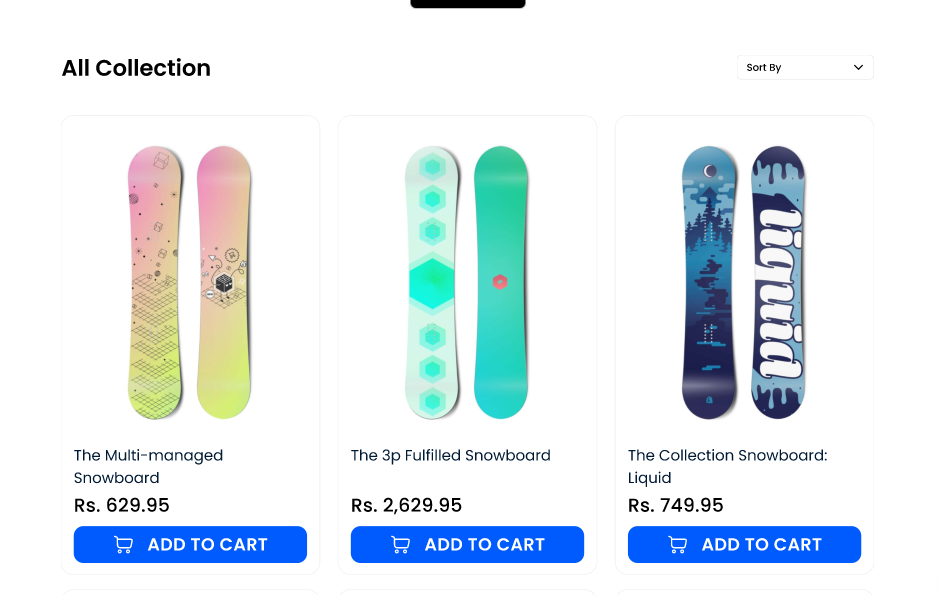 All Collection
Sort By
liquid
The Multi-managed
Snowboard
Rs. 629.95
ADD TO CART
The 3p Fulfilled Snowboard
Rs. 2,629.95
ADD TO CART
The Collection Snowboard:
Liquid
Rs. 749.95
ADD TO CART